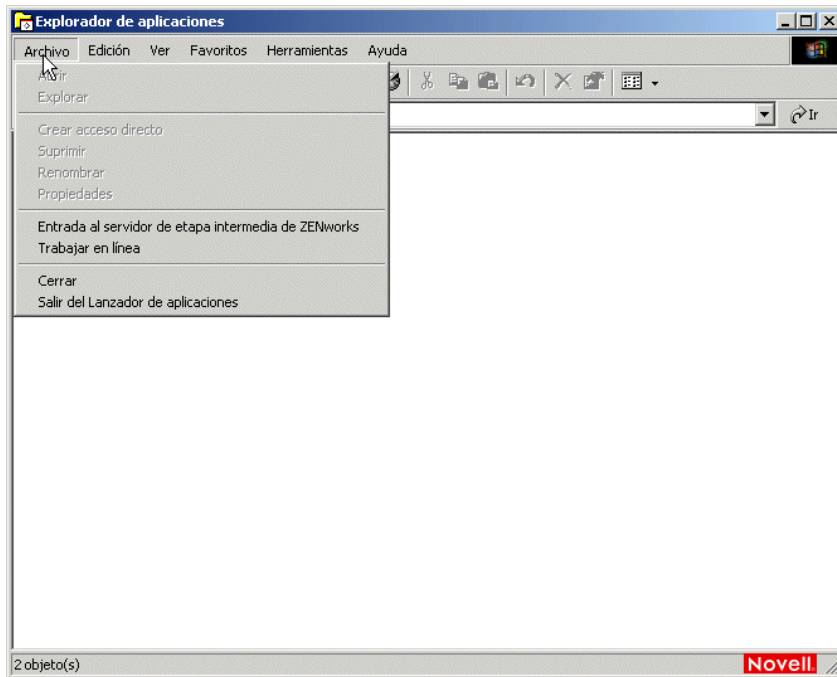 Explorador de aplicaciones
Archivo Edición Ver Favoritos Herramientas Ayuda
Abrir
Explorar
Ir
Crear acceso directo
Suprimir
Renombrar
Propiedades
Entrada al servidor de etapa intermedia de ZENworks
Trabajar en línea
Cerrar
Salir del Lanzador de aplicaciones
2 objeto(s)
Novell.